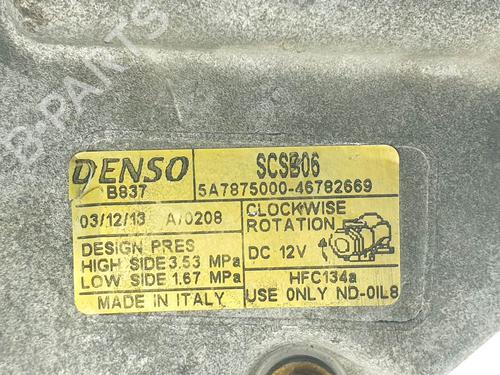 B-PARTS
DENSO
SCSB06
B837
5A7875000-46782669
03/12/13 A/0208
CLOCKWISE
ROTATION
DESIGN PRES
HIGH SIDE 3.53 MPa
LOW SIDE 1.67 MPa
DC 12V
HFC134a
MADE IN ITALY
USE ONLY ND-OIL8